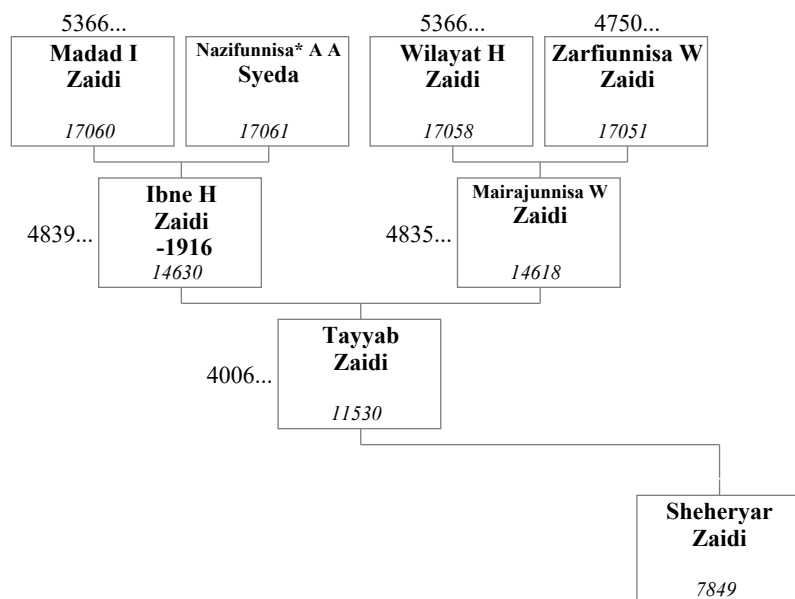 5366...
Madad I
Zaidi
17060
Nazifunnisa* A A
Syeda
17061
5366...
Wilayat H
Zaidi
17058
4750...
Zarfiunnisa W
Zaidi
17051
4839...
Ibne H
Zaidi
-1916
14630
4835...
Mairajunnisa W
Zaidi
14618
4006...
Tayyab
Zaidi
11530
Sheheryar
Zaidi
7849